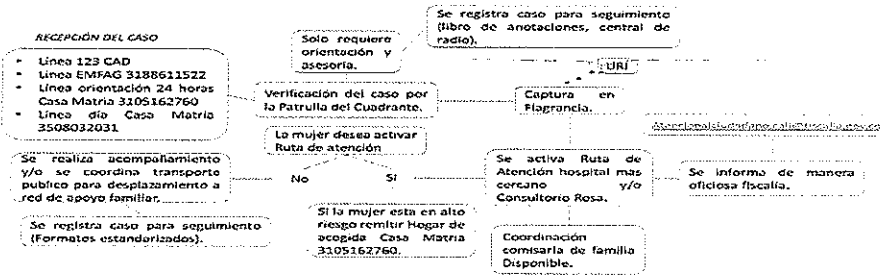 RECEPCIÓN DEL CASO
• Línea 123 CAD
• Línea EMFAG 3188611522
• Línea orientación 24 horas
Casa Matria 3105162760
• Línea día Casa Matria
3508032031
Solo requiere
orientación y
asesoría.
Se registra caso para seguimiento
(libro de anotaciones, central de
radio).
Verificación del caso por
la Patrulla del Cuadrante.
URI
Captura en
Flagrancia.
La mujer desea activar
Ruta de atención
No
Si
Se realiza acompañamiento
y/o se coordina transporte
publico para desplazamiento a
red de apoyo familiar.
Se registra caso para seguimiento
(Formatos estandarizados).
Si la mujer esta en alto
riesgo remitir Hogar de
acogida Casa Matria
3105162760.
Se activa Ruta de
Atención hospital mas
cercano y/o
Consultorio Rosa.
Coordinación
comisaria de familia
Disponible.
Se informa de manera
oficiosa fiscalía.